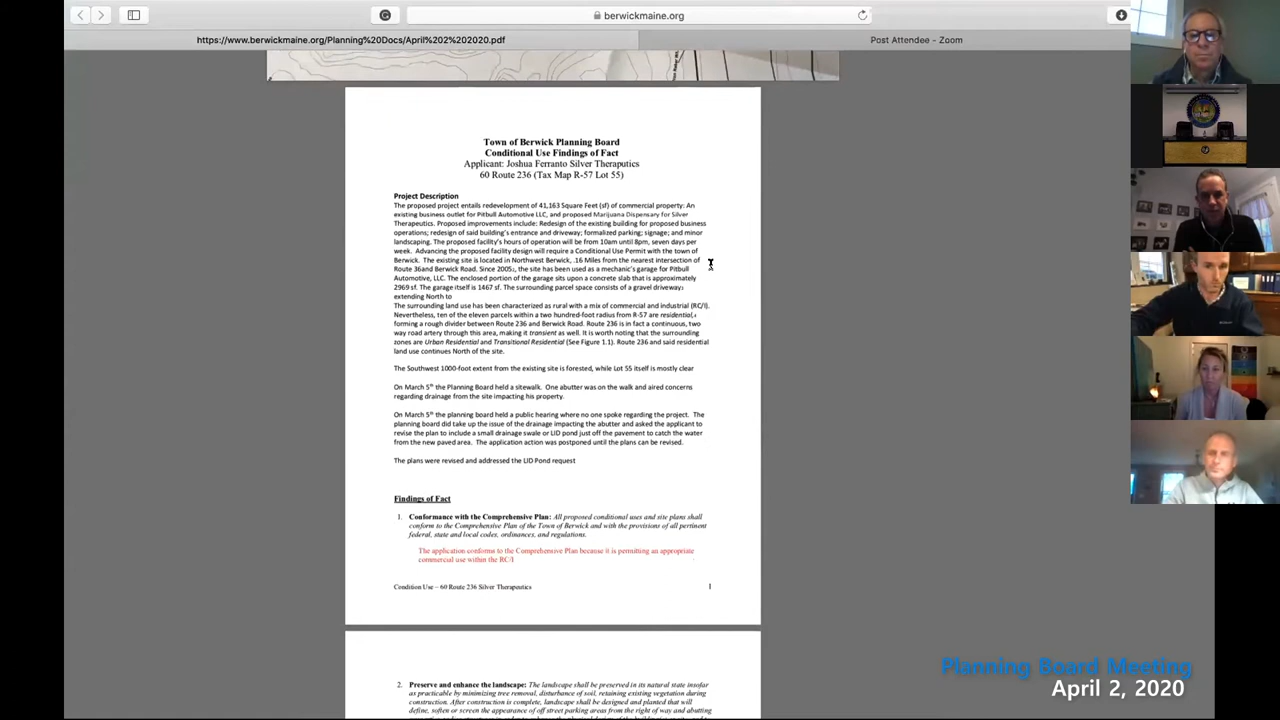 berwickmaine.org
https://www.berwickmaine.org/Planning%20Docs/April%202%202020.pdf
Post Attendee - Zoom
Town of Berwick Planning Board
Conditional Use Findings of Fact
Applicant: Joshua Ferranto Silver Theraputics
60 Route 236 (Tax Map R-57 Lot 55)
Project Description
The proposed project entails redevelopment of 41,163 Square Feet (sf) of commercial property: An
existing business outlet for Pitbull Automotive LLC, and proposed Marijuana Dispensary for Silver
Therapeutics. Proposed improvements include: Redesign of the existing building for proposed business
operations; redesign of said building's entrance and driveway; formalized parking; signage; and minor
landscaping. The proposed facility's hours of operation will be from 10am until 8pm, seven days per
week. Advancing the proposed facility design will require a Conditional Use Permit with the town of
Berwick. The existing site is located in Northwest Berwick, .16 Miles from the nearest intersection of
Route 36and Berwick Road. Since 2005, the site has been used as a mechanic's garage for Pitbull
Automotive, LLC. The enclosed portion of the garage sits upon a concrete slab that is approximately
2969 sf. The garage itself is 1467 sf. The surrounding parcel space consists of a gravel driveway
extending North to
The surrounding land use has been characterized as rural with a mix of commercial and industrial (RC/I).
Nevertheless, ten of the eleven parcels within a two hundred-foot radius from R-57 are residential,
forming a rough divider between Route 236 and Berwick Road. Route 236 is in fact a continuous, two
way road artery through this area, making it transient as well. It is worth noting that the surrounding
zones are Urban Residential and Transitional Residential (See Figure 1.1). Route 236 and said residential
land use continues North of the site.
The Southwest 1000-foot extent from the existing site is forested, while Lot 55 itself is mostly clear
On March 5th the Planning Board held a sitewalk. One abutter was on the walk and aired concerns
regarding drainage from the site impacting his property.
On March 5th the planning board held a public hearing where no one spoke regarding the project. The
planning board did take up the issue of the drainage impacting the abutter and asked the applicant to
revise the plan to include a small drainage swale or LID pond just off the pavement to catch the water
from the new paved area. The application action was postponed until the plans can be revised.
The plans were revised and addressed the LID Pond request
Findings of Fact
1. Conformance with the Comprehensive Plan: All proposed conditional uses and site plans shall
conform to the Comprehensive Plan of the Town of Berwick and with the provisions of all pertinent
federal, state and local codes, ordinances, and regulations.
The application conforms to the Comprehensive Plan because it is permitting an appropriate
commercial use within the RC/I
Condition Use – 60 Route 236 Silver Therapeutics 1
2. Preserve and enhance the landscape: The landscape shall be preserved in its natural state insofar
as practicable by minimizing tree removal, disturbance of soil, retaining existing vegetation during
construction. After construction is complete, landscape shall be designed and planted that will
define, soften or screen the appearance of off street parking areas from the right of way and abutting
Planning Board Meeting
April 2, 2020